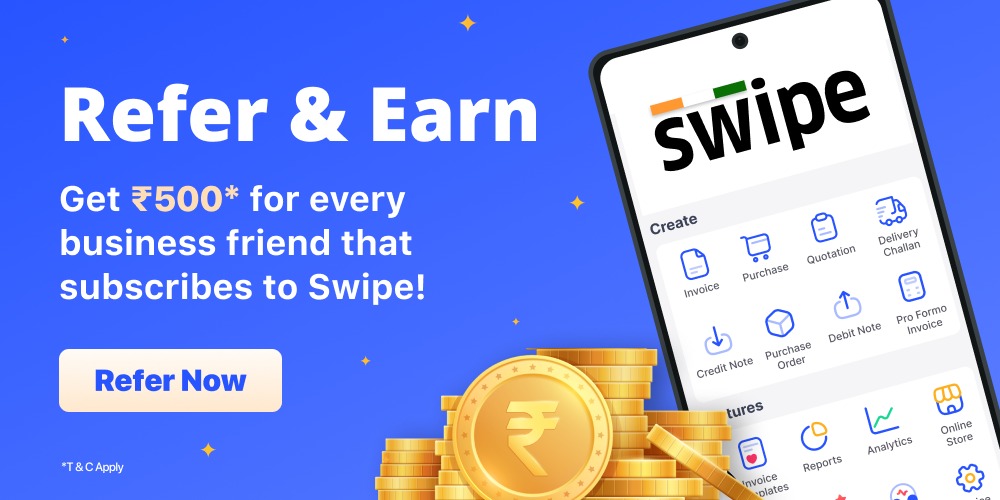 Refer & Earn
Get ₹500* for every
business friend that
subscribes to Swipe!
Refer Now
*T & C Apply
swipe
Create
Invoice
Purchase
Quotation
Delivery
Challan
Credit Note
Purchase
Order
Debit Note
Pro Formo
Invoice
Reports
Analytics
Online
Store
₹